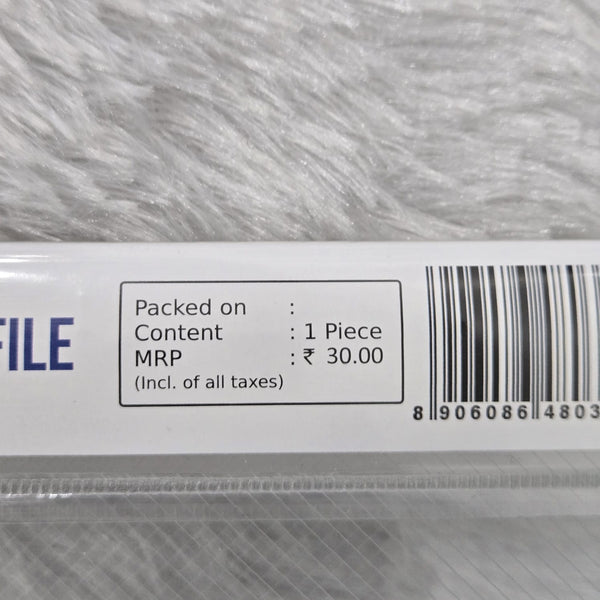 FILE
Packed on :
Content : 1 Piece
MRP : ₹ 30.00
(Incl. of all taxes)
8 906086 4803